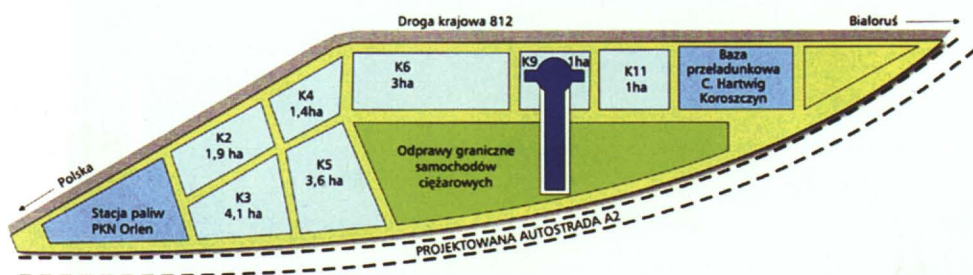 Droga krajowa 812
Białoruś
K6
3ha
K9 1ha
K11
1ha
Baza
przeładunkowa
C. Hartwig
Koroszczyn
K4
1,4ha
K2
1,9 ha
K5
3,6 ha
K3
4,1 ha
Odprawy graniczne
samochodów
ciężarowych
Polska
Stacja paliw
PKN Orlen
PROJEKTOWANA AUTOSTRADA A2